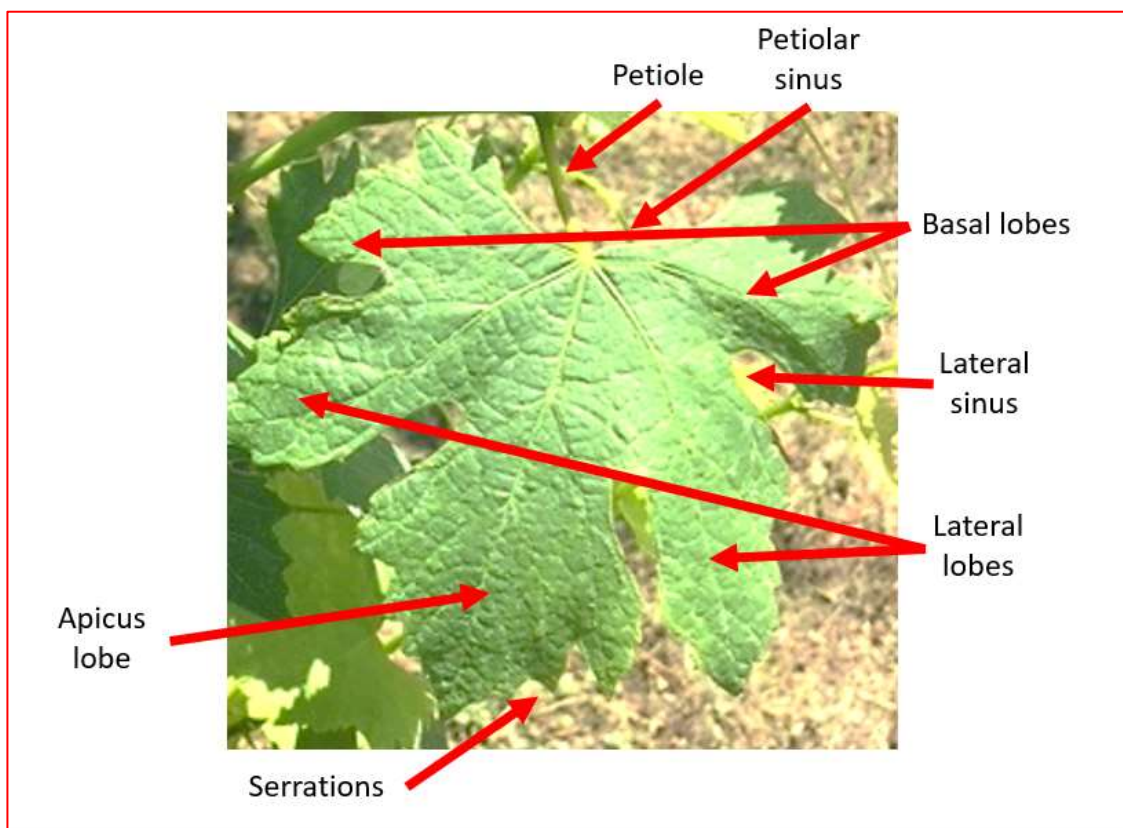 Petiolar
sinus
Petiole
Basal lobes
Lateral
sinus
Lateral
lobes
Apicus
lobe
Serrations